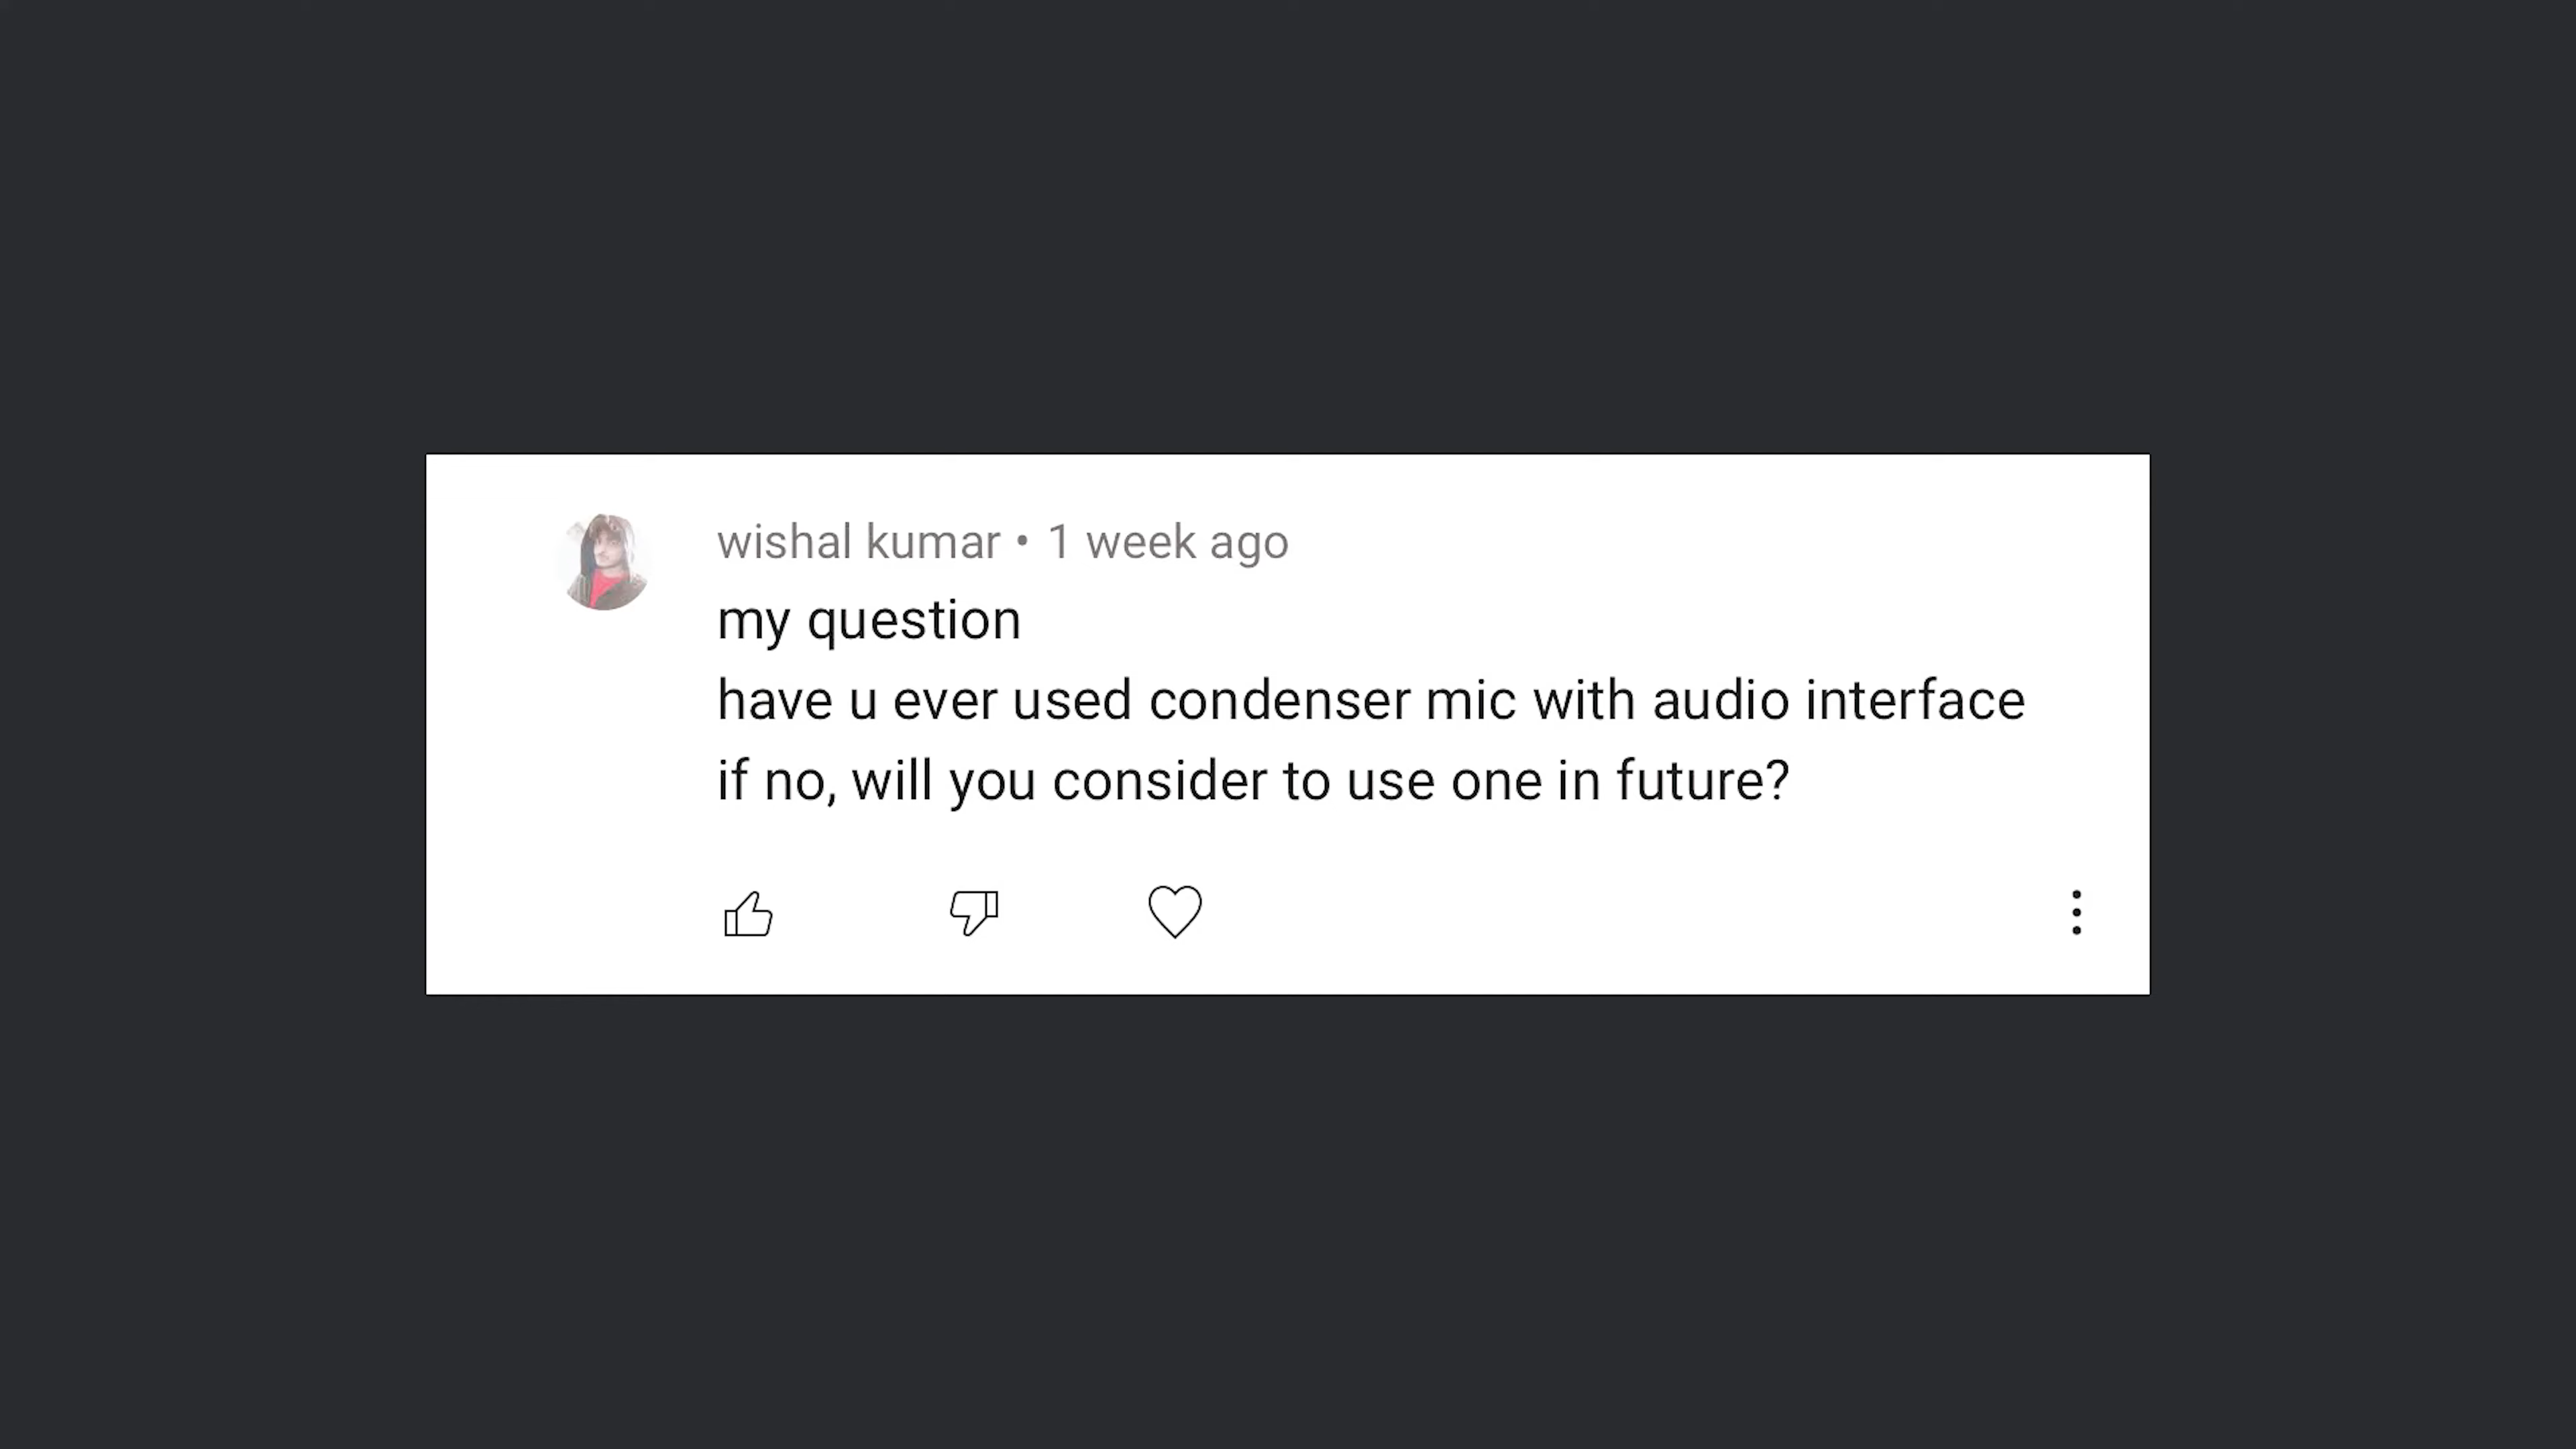 wishal kumar • 1 week ago
my question
have u ever used condenser mic with audio interface
if no, will you consider to use one in future?